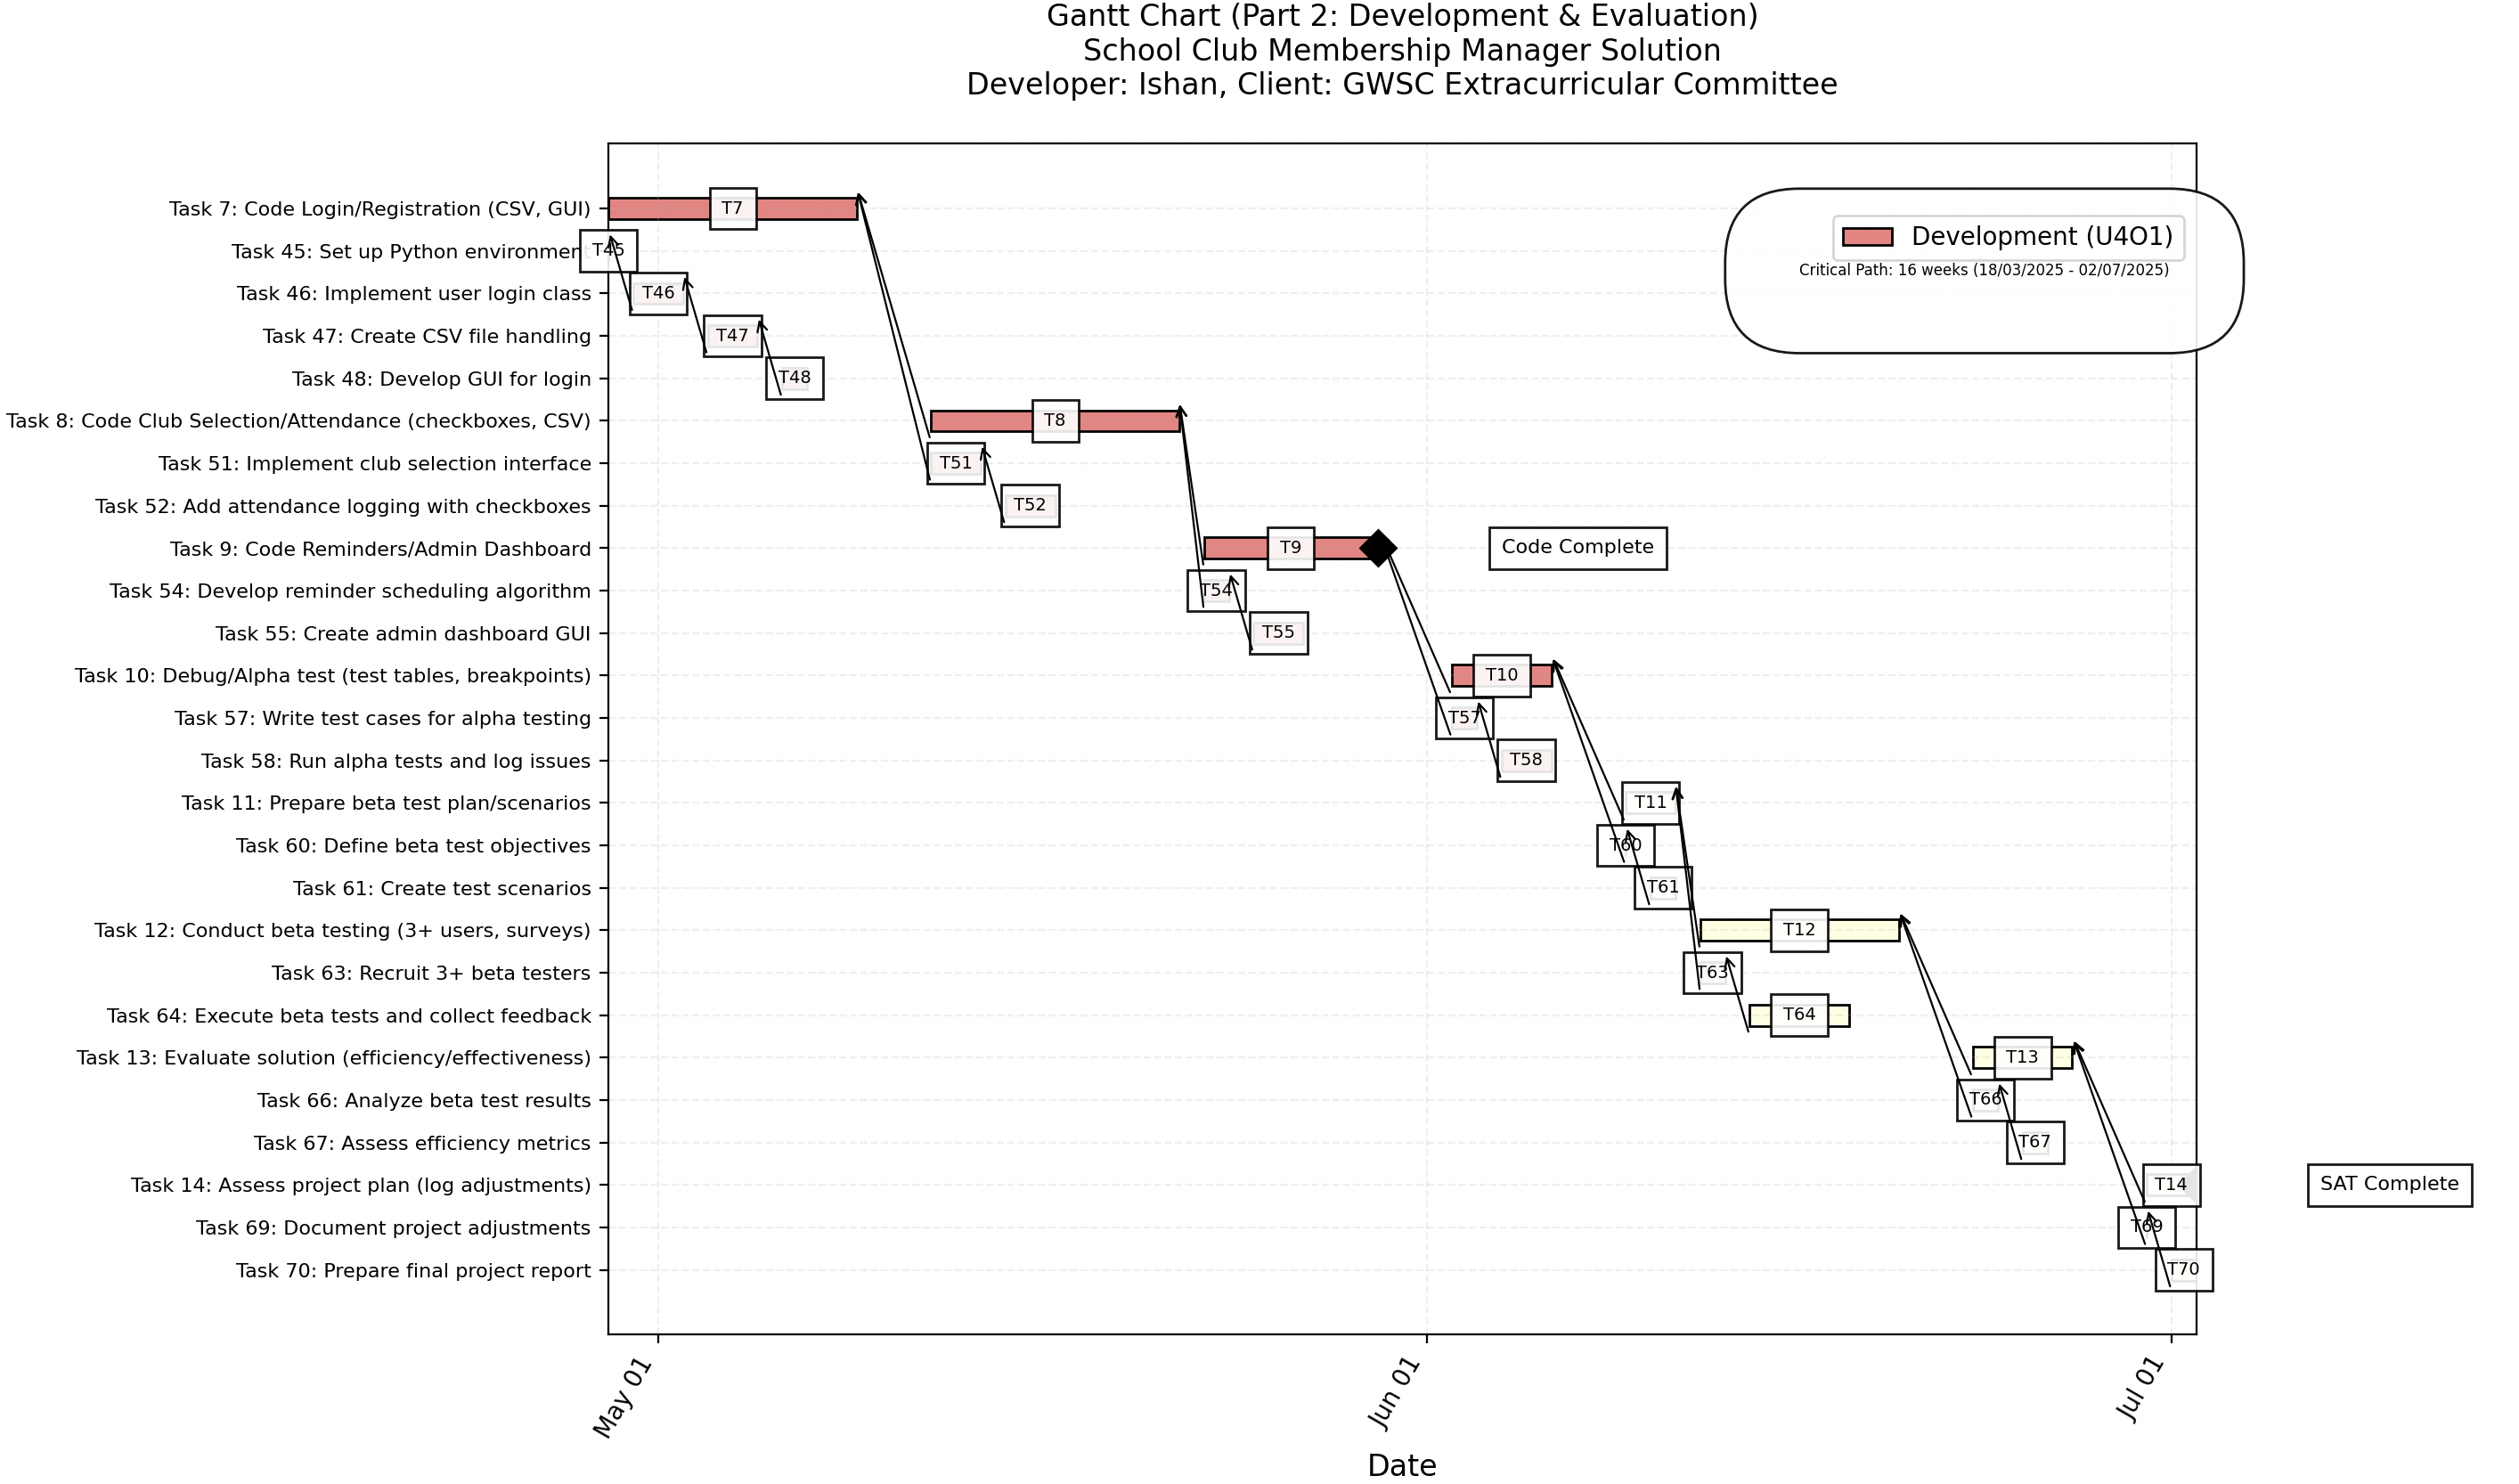 Gantt Chart (Part 2: Development & Evaluation)
School Club Membership Manager Solution
Developer: Ishan, Client: GWSC Extracurricular Committee
Task 7: Code Login/Registration (CSV, GUI)
T7
Development (U4O1)
Task 45: Set up Python environment
T45
Critical Path: 16 weeks (18/03/2025 - 02/07/2025)
Task 46: Implement user login class
T46
Task 47: Create CSV file handling
T47
Task 48: Develop GUI for login
T48
Task 8: Code Club Selection/Attendance (checkboxes, CSV)
T8
Task 51: Implement club selection interface
T51
Task 52: Add attendance logging with checkboxes
T52
Task 9: Code Reminders/Admin Dashboard
T9
Code Complete
Task 54: Develop reminder scheduling algorithm
T54
Task 55: Create admin dashboard GUI
T55
Task 10: Debug/Alpha test (test tables, breakpoints)
T10
Task 57: Write test cases for alpha testing
T57
Task 58: Run alpha tests and log issues
T58
Task 11: Prepare beta test plan/scenarios
T11
Task 60: Define beta test objectives
T60
Task 61: Create test scenarios
T61
Task 12: Conduct beta testing (3+ users, surveys)
T12
Task 63: Recruit 3+ beta testers
T63
Task 64: Execute beta tests and collect feedback
T64
Task 13: Evaluate solution (efficiency/effectiveness)
T13
Task 66: Analyze beta test results
T66
Task 67: Assess efficiency metrics
T67
Task 14: Assess project plan (log adjustments)
T14
SAT Complete
Task 69: Document project adjustments
T69
Task 70: Prepare final project report
T70
May 01
Jun 01
Jul 01
Date